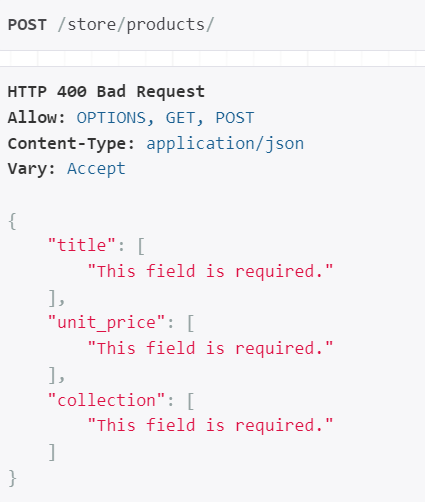 POST /store/products/
HTTP 400 Bad Request
Allow: OPTIONS, GET, POST
Content-Type: application/json
Vary: Accept
{
    "title": [
        "This field is required."
    ],
    "unit_price": [
        "This field is required."
    ],
    "collection": [
        "This field is required."
    ]
}